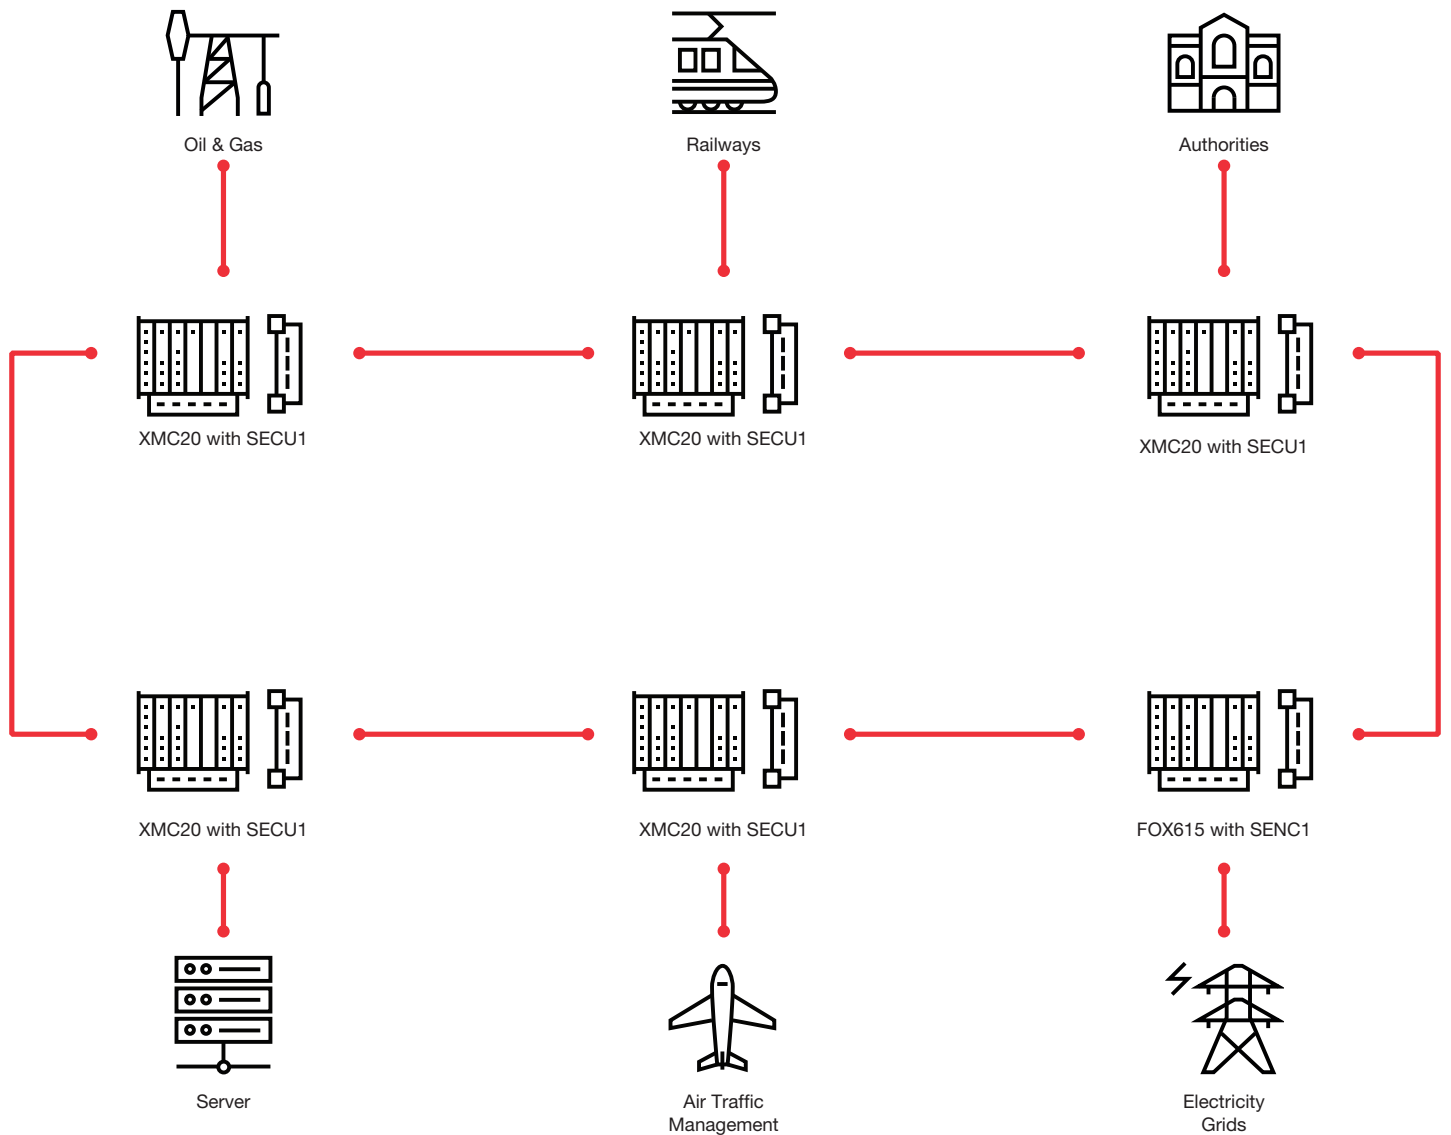 Oil & Gas
Railways
Authorities
XMC20 with SECU1
XMC20 with SECU1
XMC20 with SECU1
XMC20 with SECU1
XMC20 with SECU1
FOX615 with SENC1
Server
Air Traffic
Management
Electricity
Grids